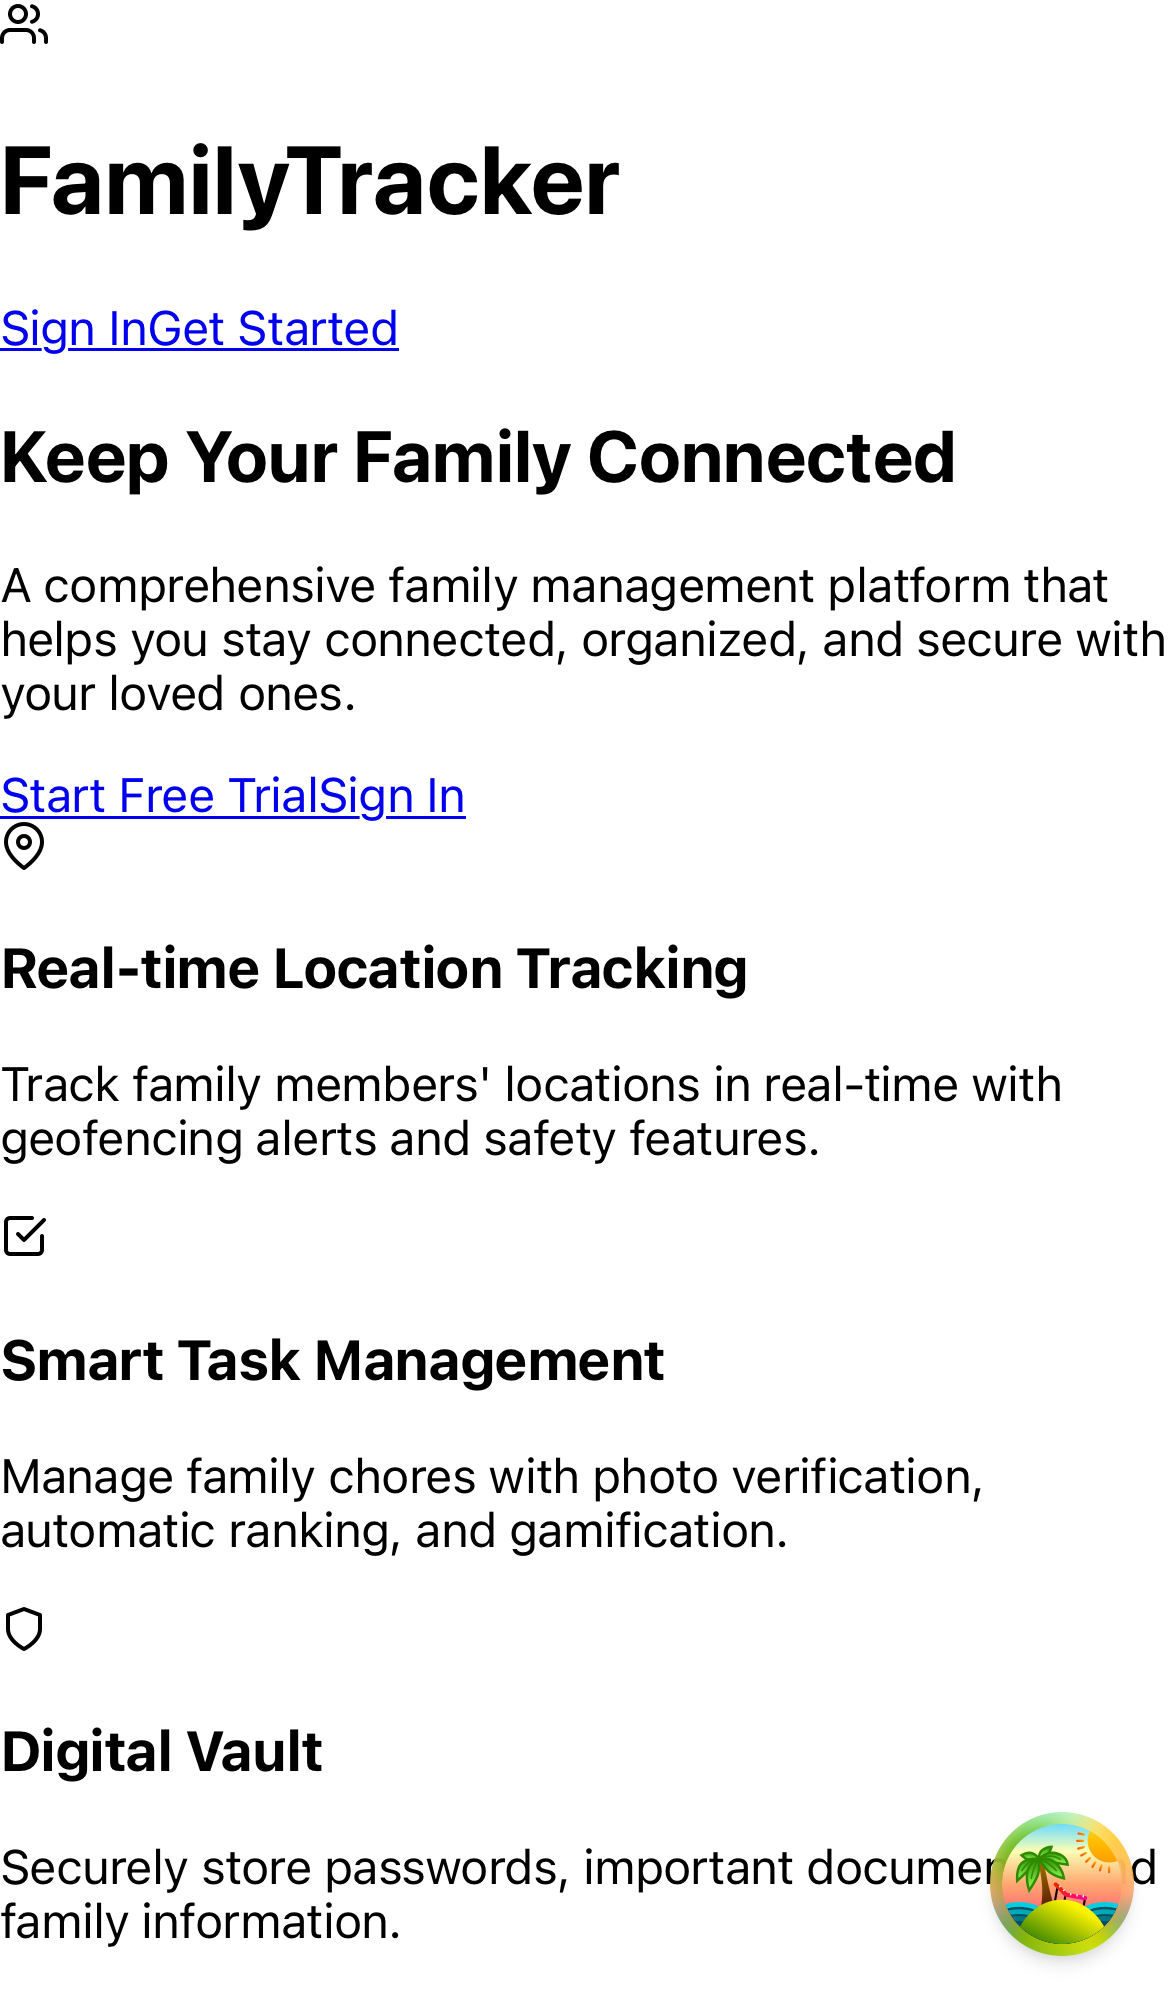 FamilyTracker
Sign InGet Started
Keep Your Family Connected
A comprehensive family management platform that
helps you stay connected, organized, and secure with
your loved ones.
Start Free TrialSign In
Real-time Location Tracking
Track family members' locations in real-time with
geofencing alerts and safety features.
Smart Task Management
Manage family chores with photo verification,
automatic ranking, and gamification.
Digital Vault
Securely store passwords, important
family information.